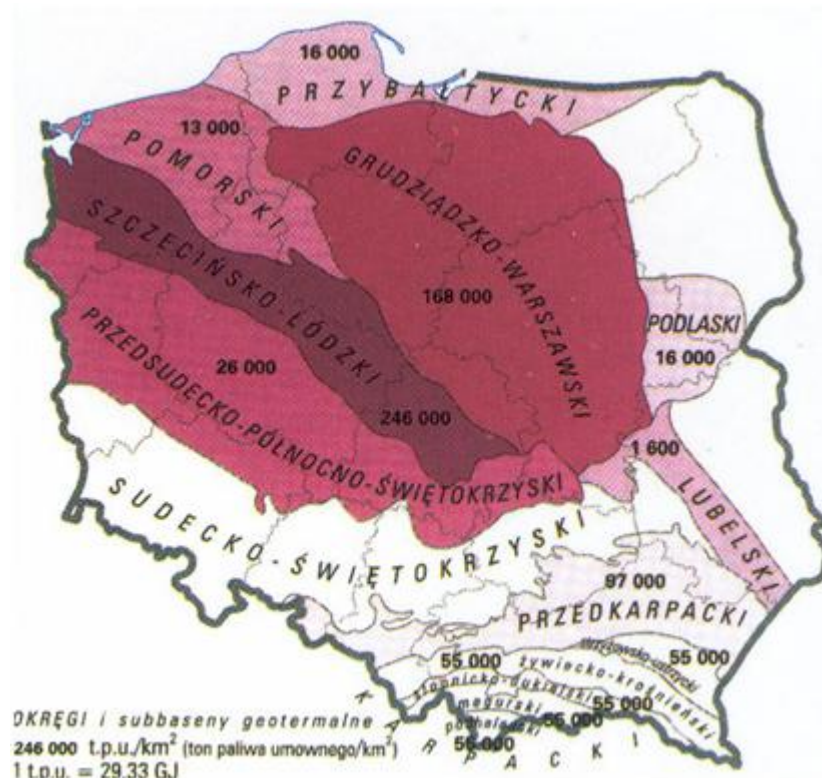 16 000
PRZYBAŁTYCKI
13 000
POMORSKI
GRUDZIĄDZKO-WARSZAWSKI
SZCZECIŃSKO-ŁÓDZKI
168 000
PODLASKI
16 000
26 000
PRZEDSUDECKO-PÓŁNOCNO-ŚWIĘTOKRZYSKI
246 000
1 600
LUBELSKI
SUDECKO-ŚWIĘTOKRZYSKI
97 000
PRZEDKARPACKI
55 000
żywiecko-krośnieński
55 000
magurski
55 000
podhalański
55 000
KARPACKI
OKRĘGI i subbaseny geotermalne
246 000 t.p.u./km² (ton paliwa umownego/km²)
1 t.p.u. = 29,33 GJ